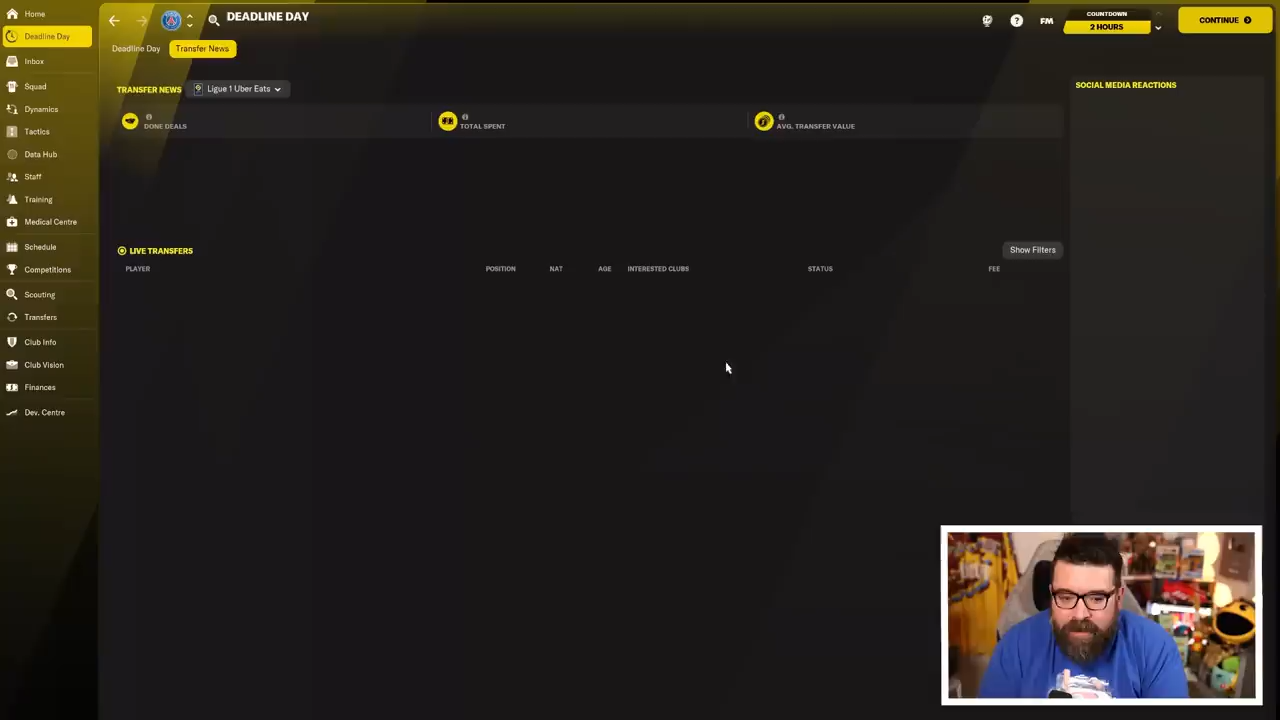 Home
Deadline Day
Inbox
Squad
Dynamics
Tactics
Data Hub
Staff
Training
Medical Centre
Schedule
Competitions
Scouting
Transfers
Club Info
Club Vision
Finances
Dev. Centre
DEADLINE DAY
FM
COUNTDOWN
2 HOURS
CONTINUE
Deadline Day
Transfer News
TRANSFER NEWS
Ligue 1 Uber Eats
SOCIAL MEDIA REACTIONS
0
DONE DEALS
0
TOTAL SPENT
0
AVG. TRANSFER VALUE
LIVE TRANSFERS
Show Filters
PLAYER
POSITION
NAT
AGE
INTERESTED CLUBS
STATUS
FEE